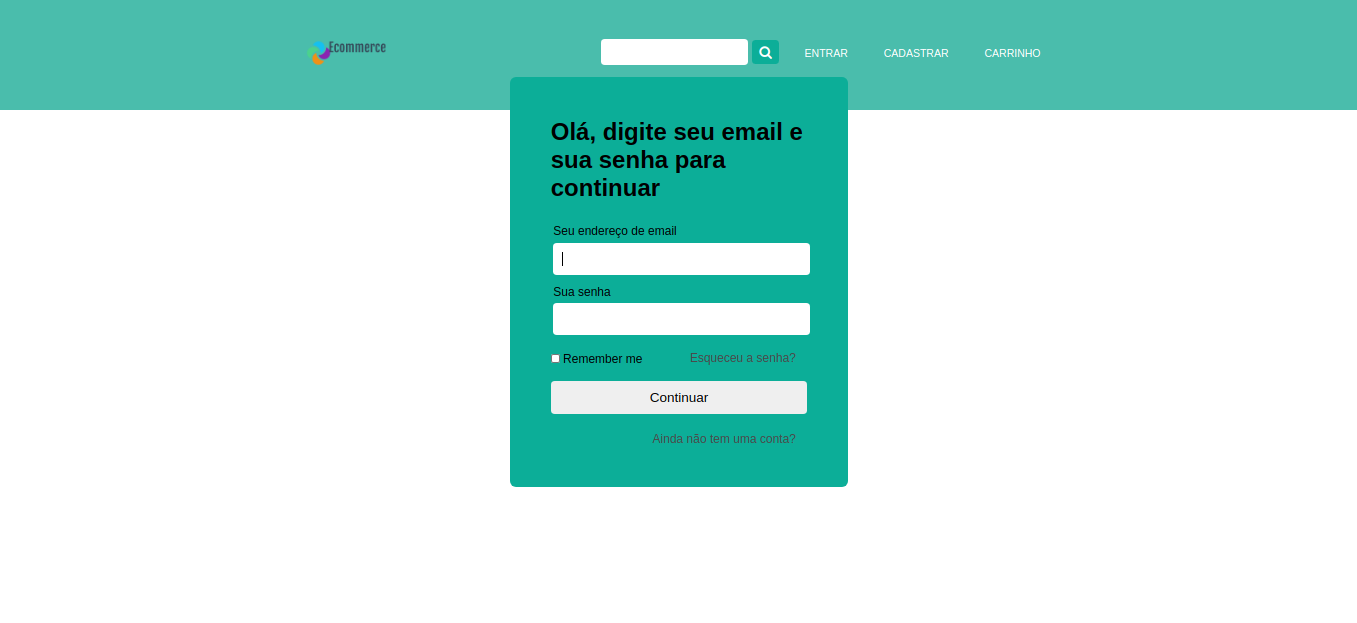 Ecommerce
ENTRAR CADASTRAR CARRINHO
Olá, digite seu email e
sua senha para
continuar
Seu endereço de email
Sua senha
Remember me Esqueceu a senha?
Continuar
Ainda não tem uma conta?